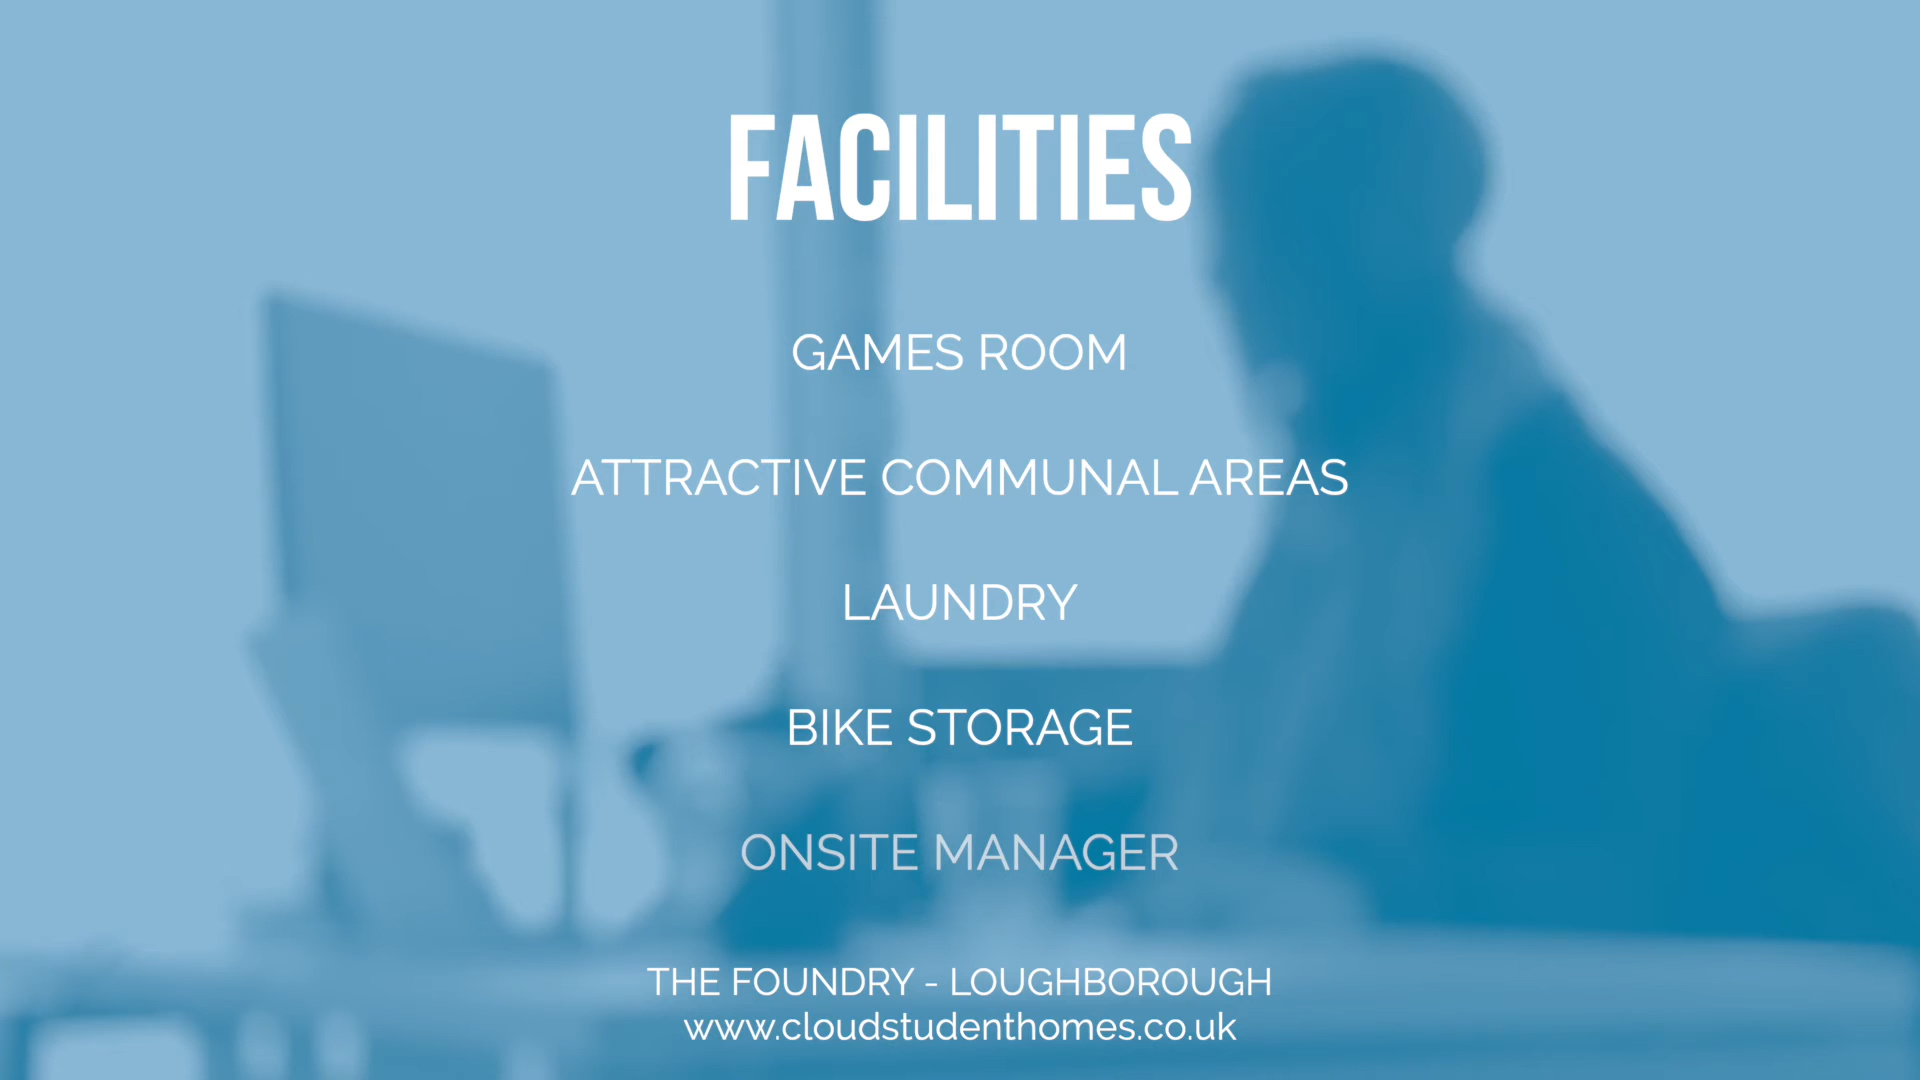 FACILITIES
GAMES ROOM
ATTRACTIVE COMMUNAL AREAS
LAUNDRY
BIKE STORAGE
ONSITE MANAGER
THE FOUNDRY - LOUGHBOROUGH
www.cloudstudenthomes.co.uk